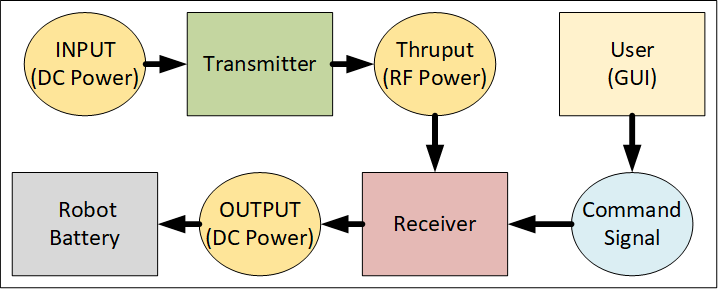 INPUT
(DC Power)
Transmitter
Thruput
(RF Power)
User
(GUI)
Robot
Battery
OUTPUT
(DC Power)
Receiver
Command
Signal